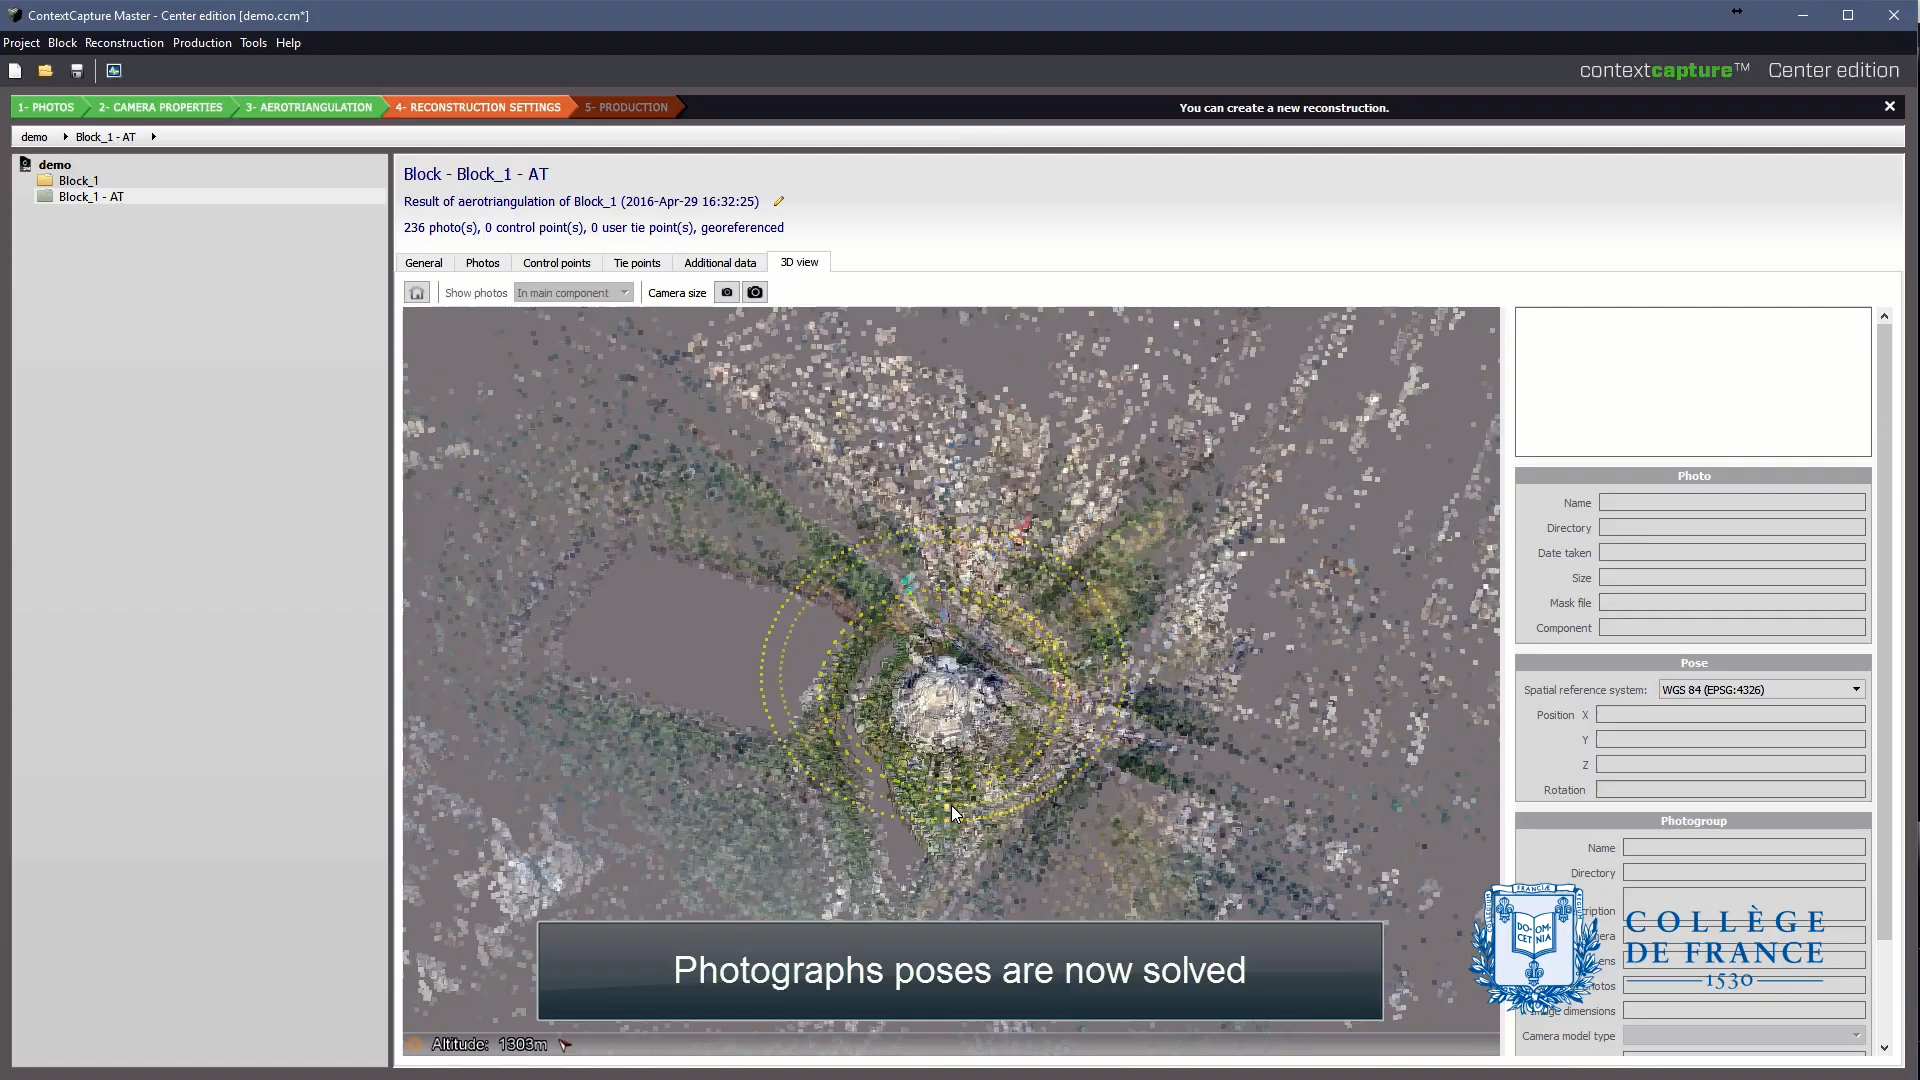 ContextCapture Master - Center edition [demo.ccm*]
Project Block Reconstruction Production Tools Help
contextcapture™ Center edition
1- PHOTOS 2- CAMERA PROPERTIES 3- AEROTRIANGULATION 4- RECONSTRUCTION SETTINGS 5- PRODUCTION You can create a new reconstruction.
demo Block_1 - AT
demo
Block_1
Block_1 - AT
Block - Block_1 - AT
Result of aerotriangulation of Block_1 (2016-Apr-29 16:32:25)
236 photo(s), 0 control point(s), 0 user tie point(s), georeferenced
General Photos Control points Tie points Additional data 3D view
Show photos In main component Camera size
Photo
Name
Directory
Date taken
Size
Mask file
Component
Pose
Spatial reference system: WGS 84 (EPSG:4326)
Position X
Y
Z
Rotation
Photogroup
Name
Directory
ription
era
ens
hotos
Image dimensions
Camera model type
Photographs poses are now solved
DO- OM-
CET NIA
COLLÈGE
DE FRANCE
1530
Altitude: 1303m